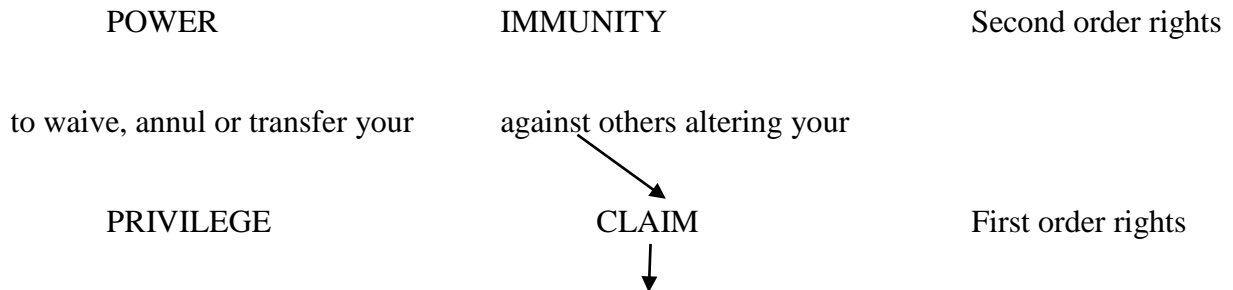 POWER IMMUNITY Second order rights
to waive, annul or transfer your against others altering your
PRIVILEGE CLAIM First order rights